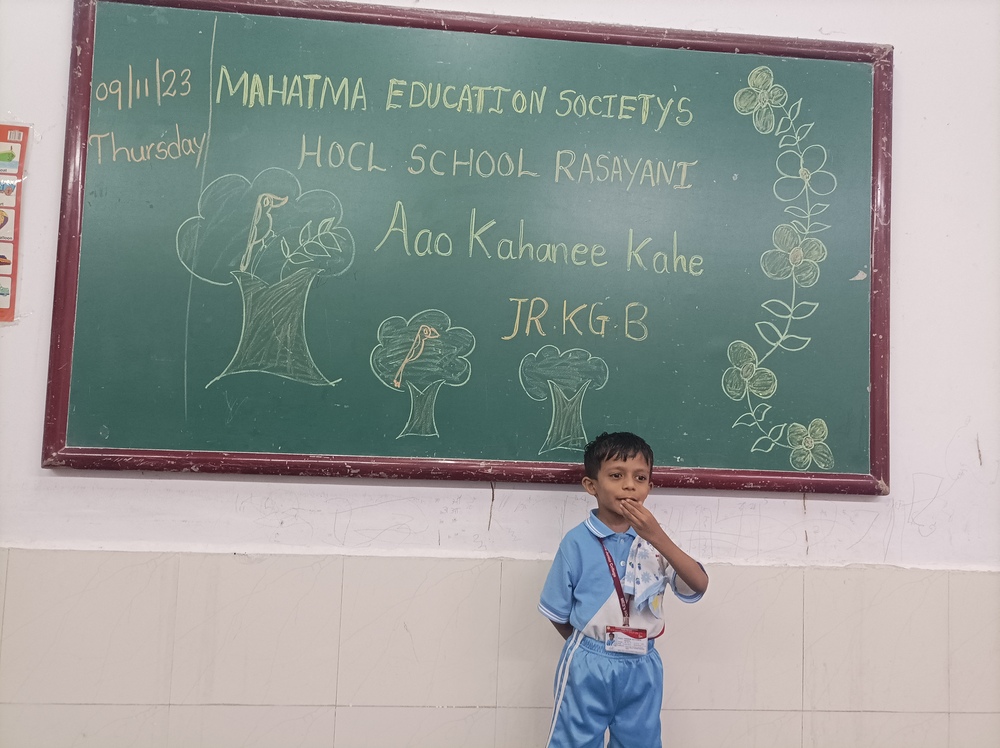 09/11/23
Thursday
MAHATMA EDUCATION SOCIETY'S
HOCL SCHOOL RASAYANI
Aao Kahanee Kahe
JR.KG.B